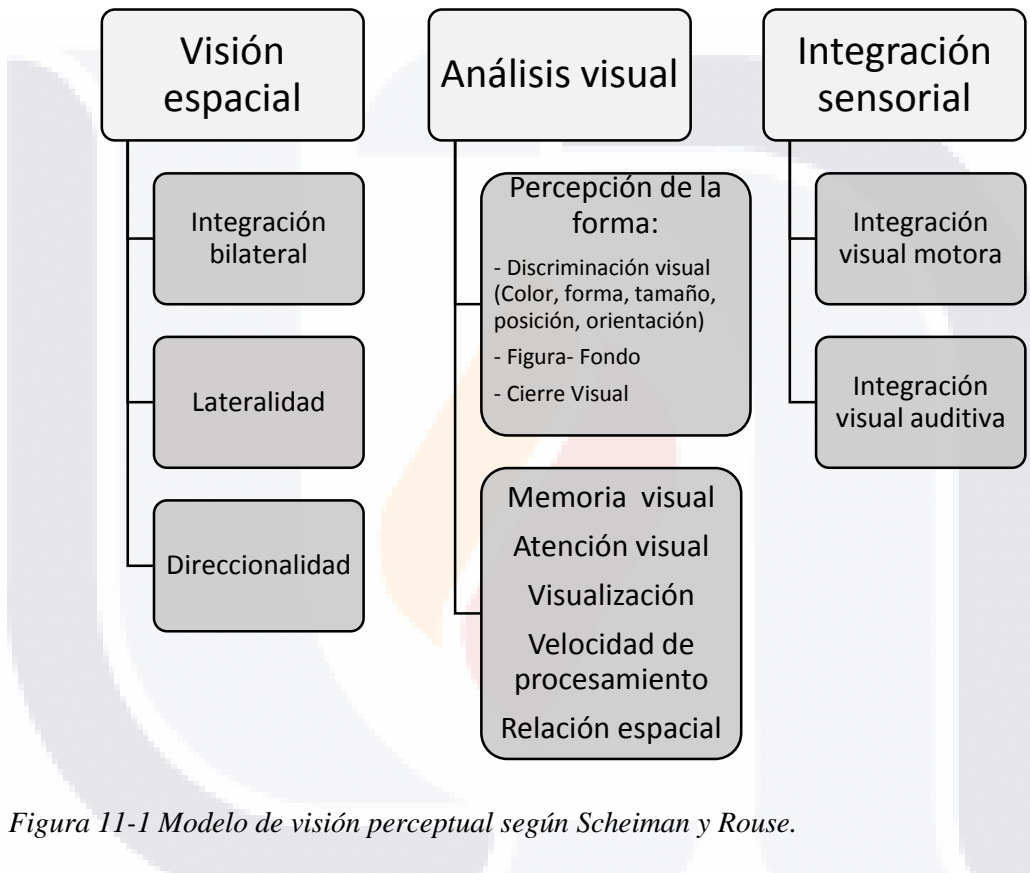 Visión
espacial
Integración
bilateral
Lateralidad
Direccionalidad
Análisis visual
Percepción de la
forma:
- Discriminación visual
(Color, forma, tamaño,
posición, orientación)
- Figura- Fondo
- Cierre Visual
Memoria visual
Atención visual
Visualización
Velocidad de
procesamiento
Relación espacial
Integración
sensorial
Integración
visual motora
Integración
visual auditiva
Figura 11-1 Modelo de visión perceptual según Scheiman y Rouse.